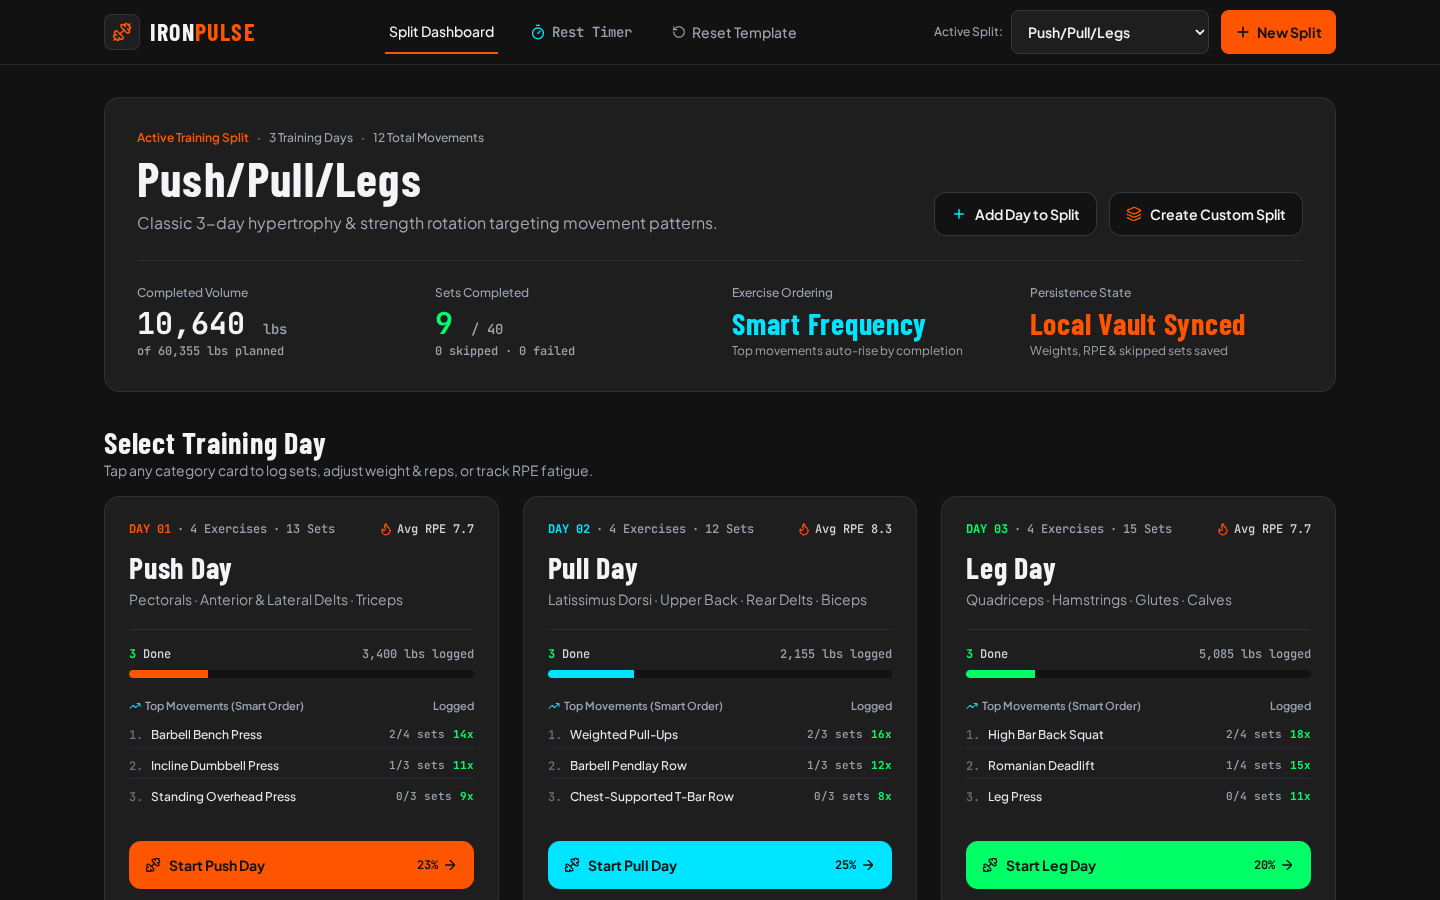 IRONPULSE
Split Dashboard
Rest Timer
Reset Template
Active Split:
Push/Pull/Legs
New Split
Active Training Split · 3 Training Days · 12 Total Movements
Push/Pull/Legs
Classic 3-day hypertrophy & strength rotation targeting movement patterns.
Add Day to Split
Create Custom Split
Completed Volume
10,640 lbs
of 60,355 lbs planned
Sets Completed
9 / 40
0 skipped · 0 failed
Exercise Ordering
Smart Frequency
Top movements auto-rise by completion
Persistence State
Local Vault Synced
Weights, RPE & skipped sets saved
Select Training Day
Tap any category card to log sets, adjust weight & reps, or track RPE fatigue.
DAY 01 · 4 Exercises · 13 Sets
Avg RPE 7.7
Push Day
Pectorals · Anterior & Lateral Delts · Triceps
3 Done
3,400 lbs logged
Top Movements (Smart Order)
Logged
1. Barbell Bench Press 2/4 sets 14x
2. Incline Dumbbell Press 1/3 sets 11x
3. Standing Overhead Press 0/3 sets 9x
Start Push Day 23%
DAY 02 · 4 Exercises · 12 Sets
Avg RPE 8.3
Pull Day
Latissimus Dorsi · Upper Back · Rear Delts · Biceps
3 Done
2,155 lbs logged
Top Movements (Smart Order)
Logged
1. Weighted Pull-Ups 2/3 sets 16x
2. Barbell Pendlay Row 1/3 sets 12x
3. Chest-Supported T-Bar Row 0/3 sets 8x
Start Pull Day 25%
DAY 03 · 4 Exercises · 15 Sets
Avg RPE 7.7
Leg Day
Quadriceps · Hamstrings · Glutes · Calves
3 Done
5,085 lbs logged
Top Movements (Smart Order)
Logged
1. High Bar Back Squat 2/4 sets 18x
2. Romanian Deadlift 1/4 sets 15x
3. Leg Press 0/4 sets 11x
Start Leg Day 20%